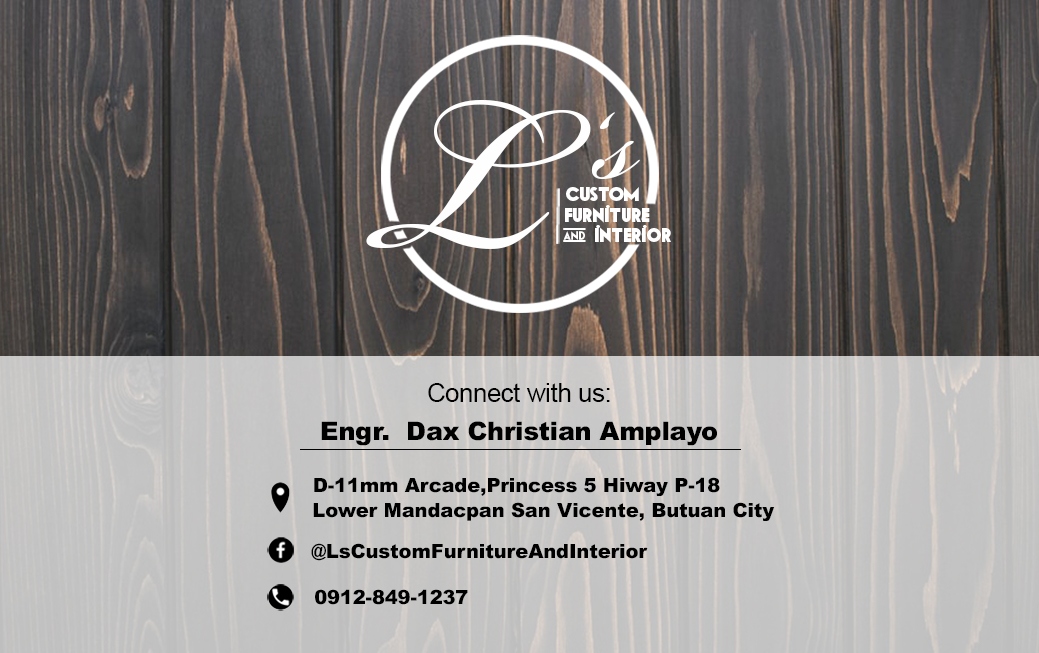 L's
CUSTOM
FURNITURE
AND INTERIOR
Connect with us:
Engr. Dax Christian Amplayo
D-11mm Arcade,Princess 5 Hiway P-18
Lower Mandacpan San Vicente, Butuan City
@LsCustomFurnitureAndInterior
0912-849-1237